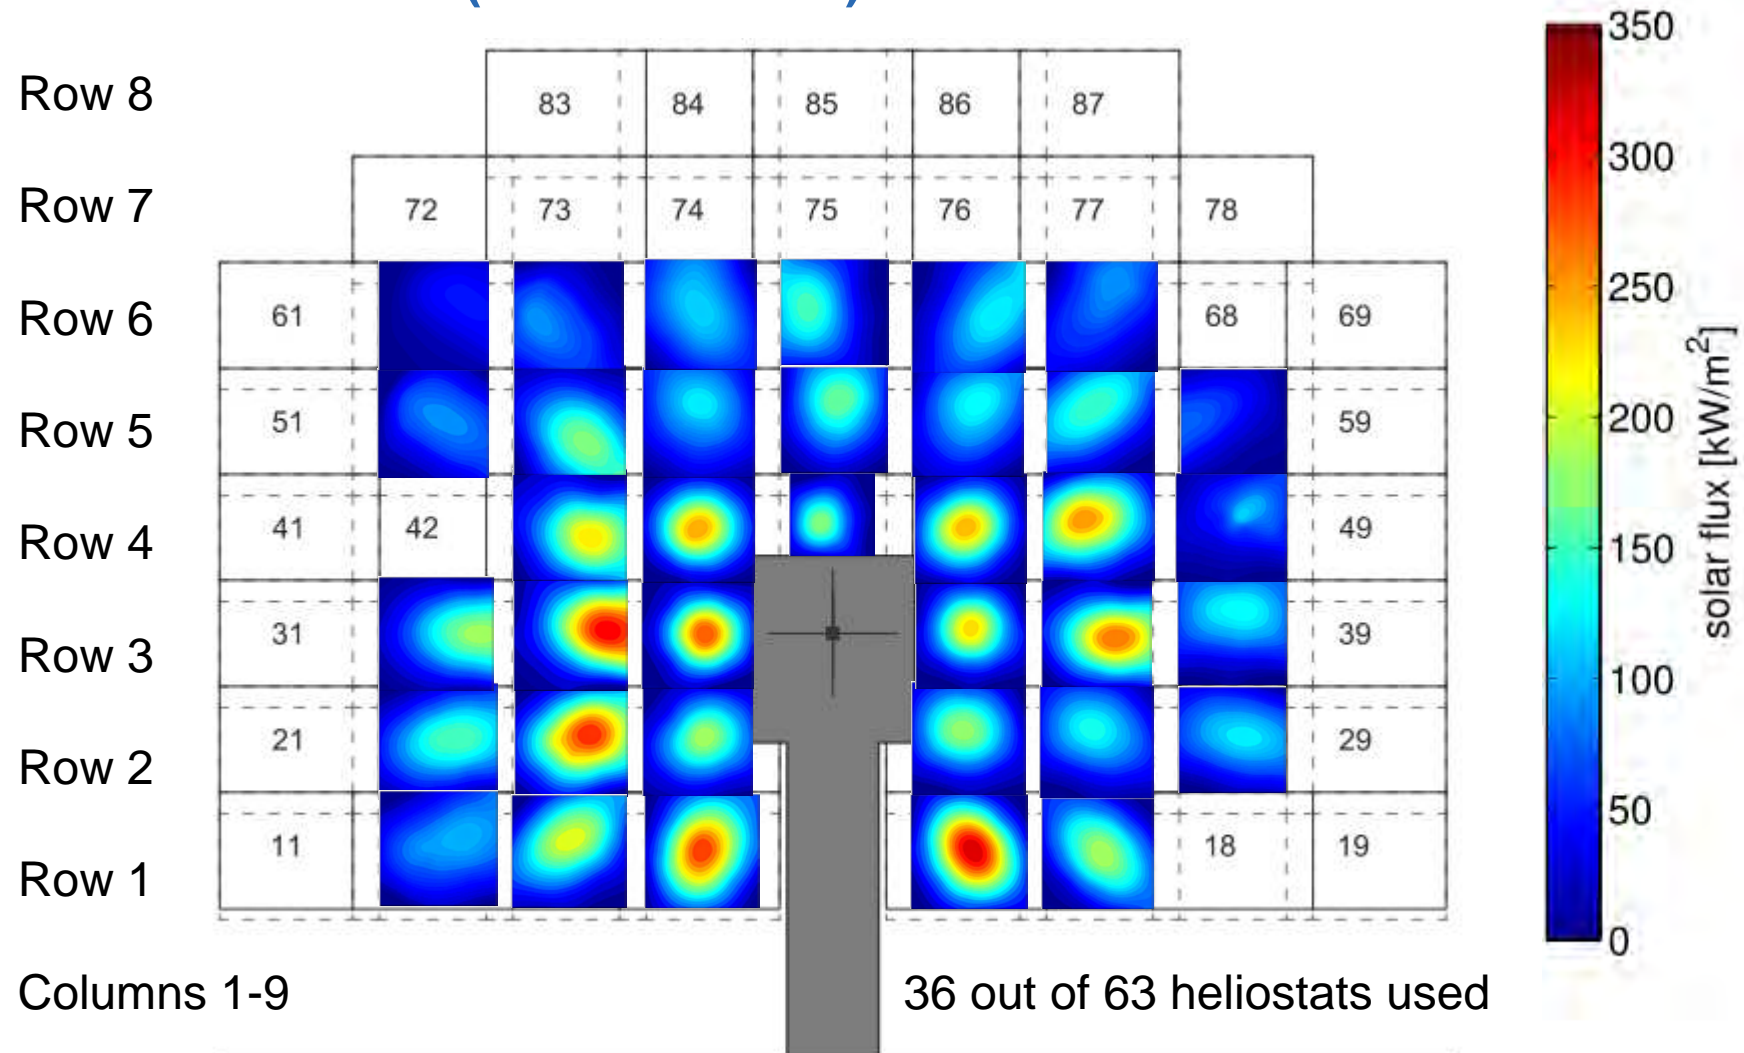 Row 8 83 84 85 86 87
Row 7 72 73 74 75 76 77 78
Row 6 61 68 69
Row 5 51 59
Row 4 41 42 49
Row 3 31 39
Row 2 21 29
Row 1 11 18 19
Columns 1-9
36 out of 63 heliostats used
350
300
250
200
150
100
50
0
solar flux [kW/m²]